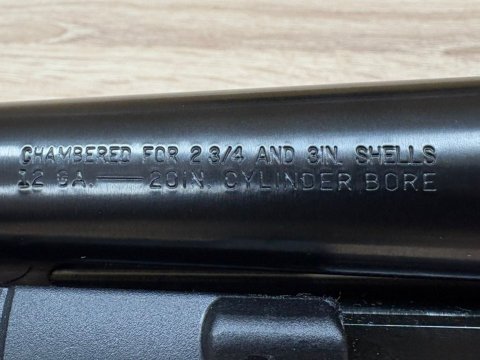 CHAMBERED FOR 2 3/4 AND 3IN. SHELLS
12 GA.—20IN. CYLINDER BORE